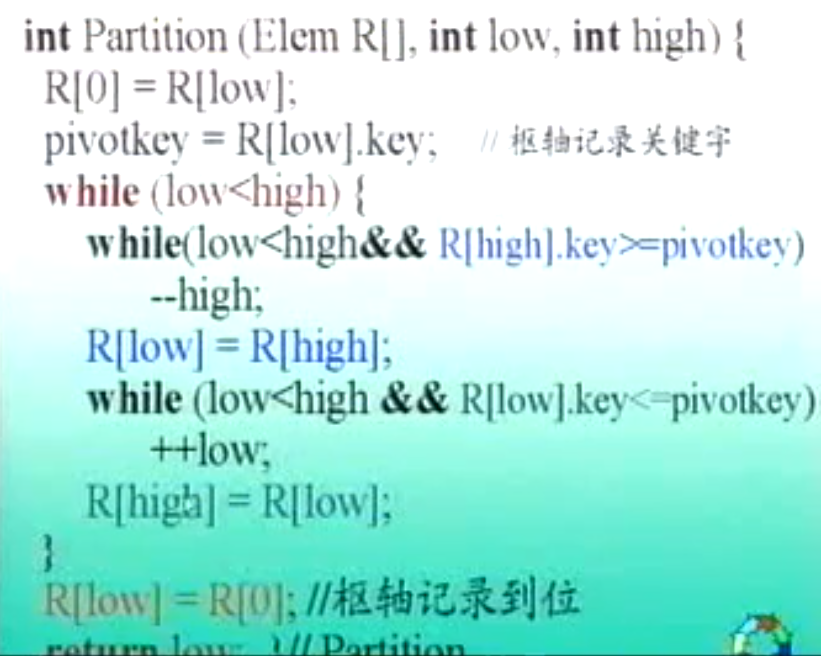 int Partition (Elem R[], int low, int high) {
R[0] = R[low];
pivotkey = R[low].key; // 枢轴记录关键字
while (low<high) {
while(low<high&& R[high].key>=pivotkey)
--high;
R[low] = R[high];
while (low<high && R[low].key<=pivotkey)
++low;
R[high] = R[low];
}
R[low] = R[0]; //枢轴记录到位
return low; }// Partition